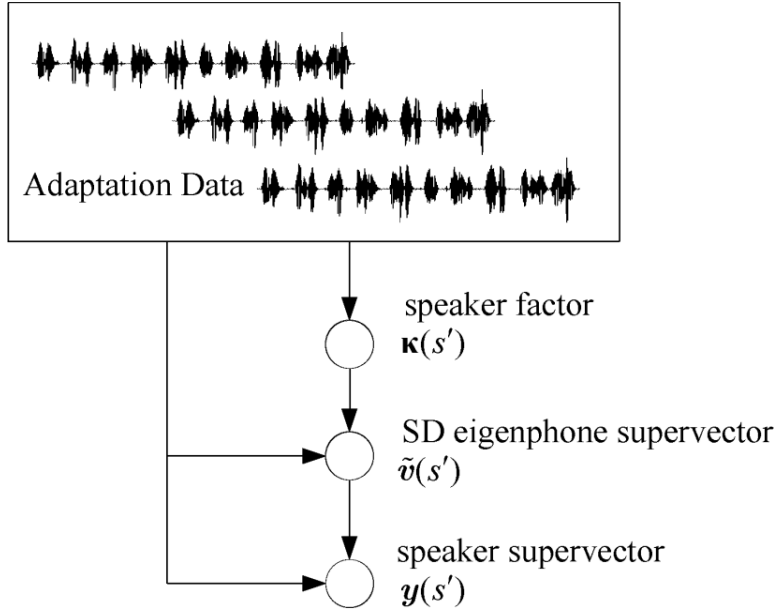 Adaptation Data
speaker factor
κ(s′)
SD eigenphone supervector
ṽ(s′)
speaker supervector
y(s′)